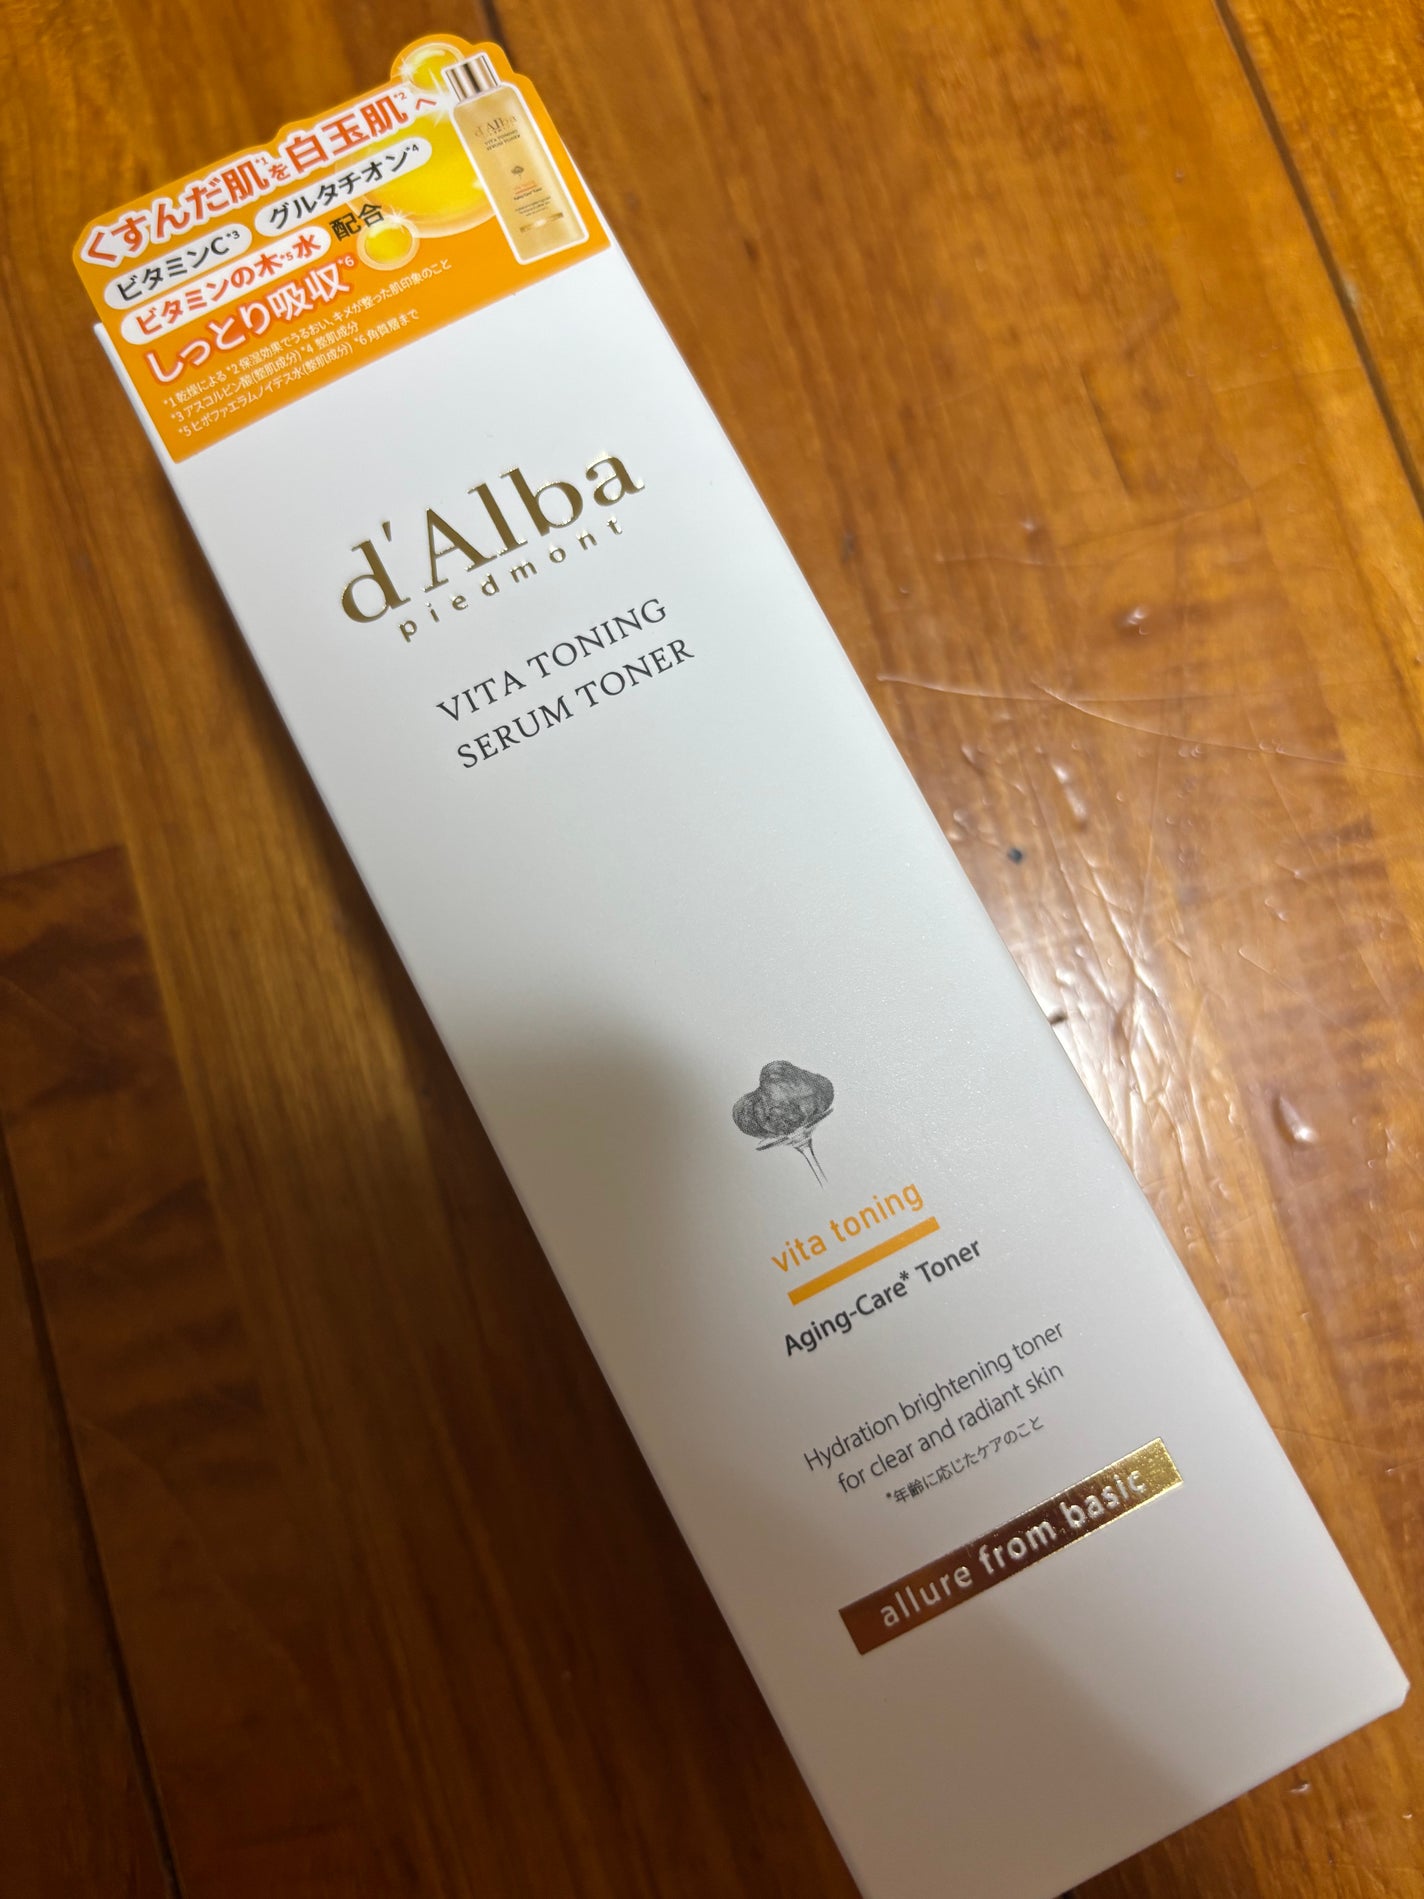 くすんだ肌*1を白玉肌*2へ
ビタミンC*3 グルタチオン*4
ビタミンの木*5水 配合
しっとり吸収*6
*1 乾燥による *2 保湿効果でうるおい、キメが整った肌印象のこと
*3 アスコルビン酸(整肌成分) *4 整肌成分
*5 ヒポファエラムノイデス水(整肌成分) *6 角質層まで
d'Alba
VITA TONING
SERUM TONER
d'Alba
piedmont
VITA TONING
SERUM TONER
vita toning
Aging-Care* Toner
Hydration brightening toner
for clear and radiant skin
*年齢に応じたケアのこと
allure from basic